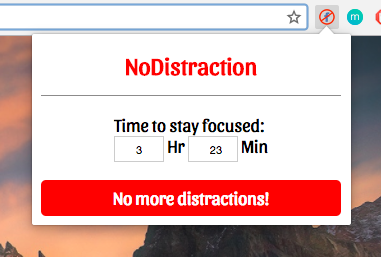 m
NoDistraction
Time to stay focused:
3 Hr 23 Min
No more distractions!